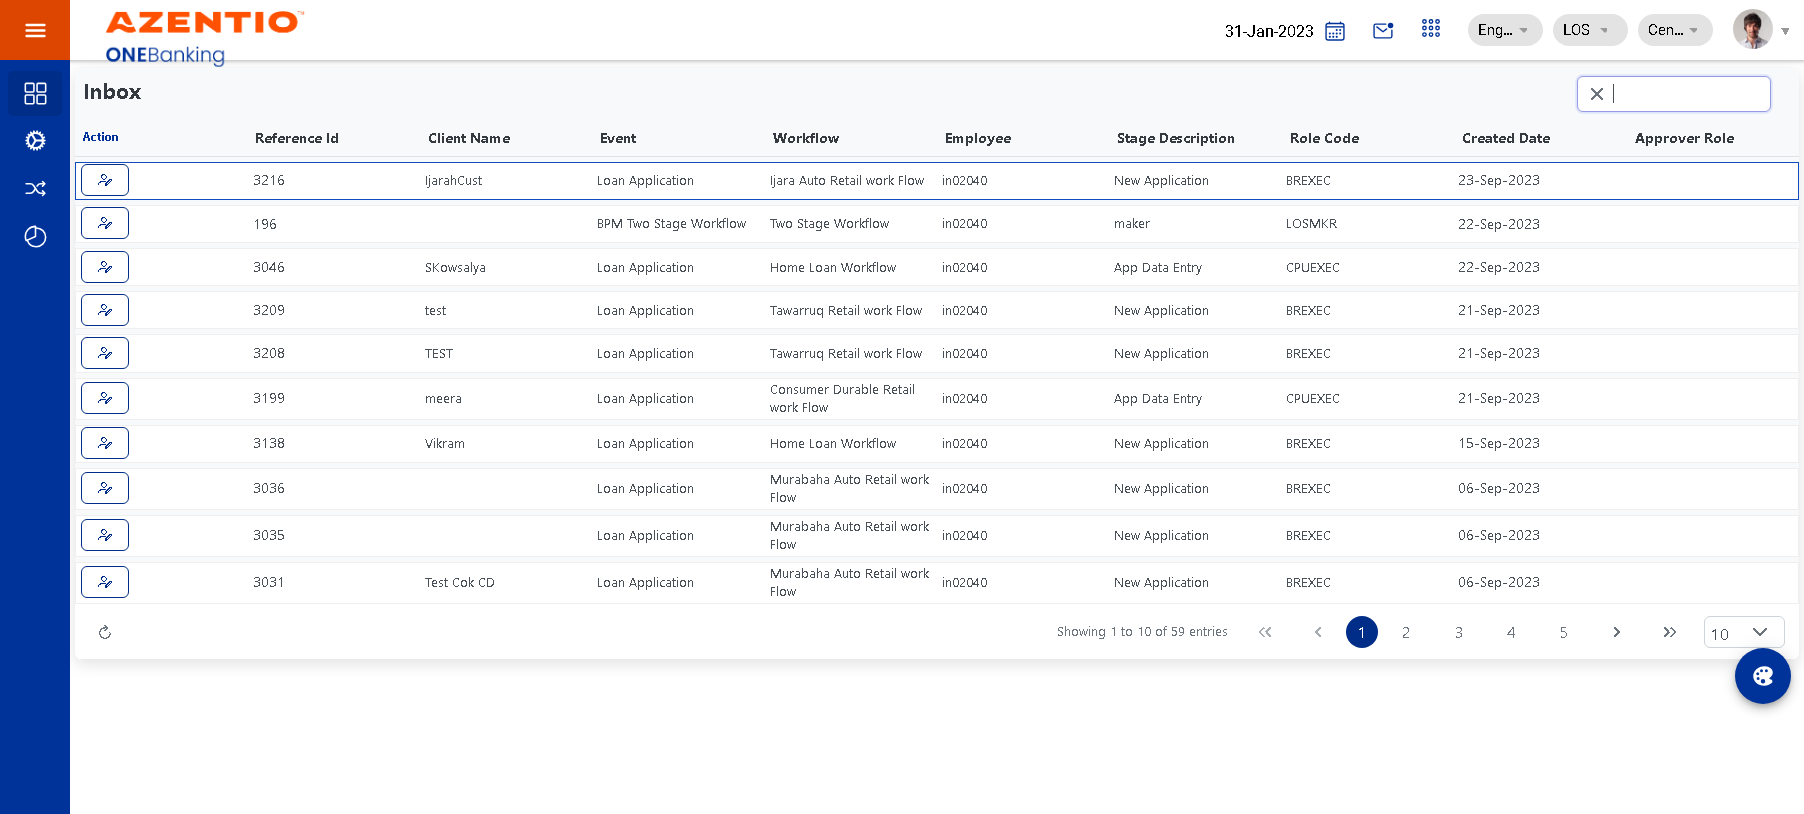 AZENTIO™
ONEBanking
31-Jan-2023
Eng...
LOS
Cen...
Inbox
Action Reference Id Client Name Event Workflow Employee Stage Description Role Code Created Date Approver Role
3216 IjarahCust Loan Application Ijara Auto Retail work Flow in02040 New Application BREXEC 23-Sep-2023
196 BPM Two Stage Workflow Two Stage Workflow in02040 maker LOSMKR 22-Sep-2023
3046 SKowsalya Loan Application Home Loan Workflow in02040 App Data Entry CPUEXEC 22-Sep-2023
3209 test Loan Application Tawarruq Retail work Flow in02040 New Application BREXEC 21-Sep-2023
3208 TEST Loan Application Tawarruq Retail work Flow in02040 New Application BREXEC 21-Sep-2023
3199 meera Loan Application Consumer Durable Retail work Flow in02040 App Data Entry CPUEXEC 21-Sep-2023
3138 Vikram Loan Application Home Loan Workflow in02040 New Application BREXEC 15-Sep-2023
3036 Loan Application Murabaha Auto Retail work Flow in02040 New Application BREXEC 06-Sep-2023
3035 Loan Application Murabaha Auto Retail work Flow in02040 New Application BREXEC 06-Sep-2023
3031 Test Cok CD Loan Application Murabaha Auto Retail work Flow in02040 New Application BREXEC 06-Sep-2023
Showing 1 to 10 of 59 entries 1 2 3 4 5 10